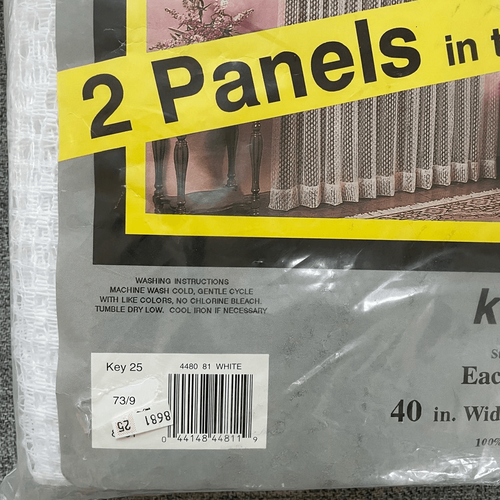 2 Panels in t
WASHING INSTRUCTIONS
MACHINE WASH COLD, GENTLE CYCLE
WITH LIKE COLORS, NO CHLORINE BLEACH.
TUMBLE DRY LOW. COOL IRON IF NECESSARY
k
Eac
40 in. Wid
100%
Key 25
4480 81 WHITE
73/9
8681
25
0 44148 44811 9